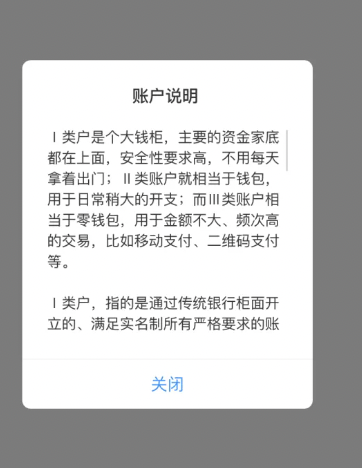 账户说明
Ⅰ类户是个大钱柜，主要的资金家底
都在上面，安全性要求高，不用每天
拿着出门；Ⅱ类账户就相当于钱包，
用于日常稍大的开支；而Ⅲ类账户相
当于零钱包，用于金额不大、频次高
的交易，比如移动支付、二维码支付
等。
Ⅰ类户，指的是通过传统银行柜面开
立的、满足实名制所有严格要求的账
关闭